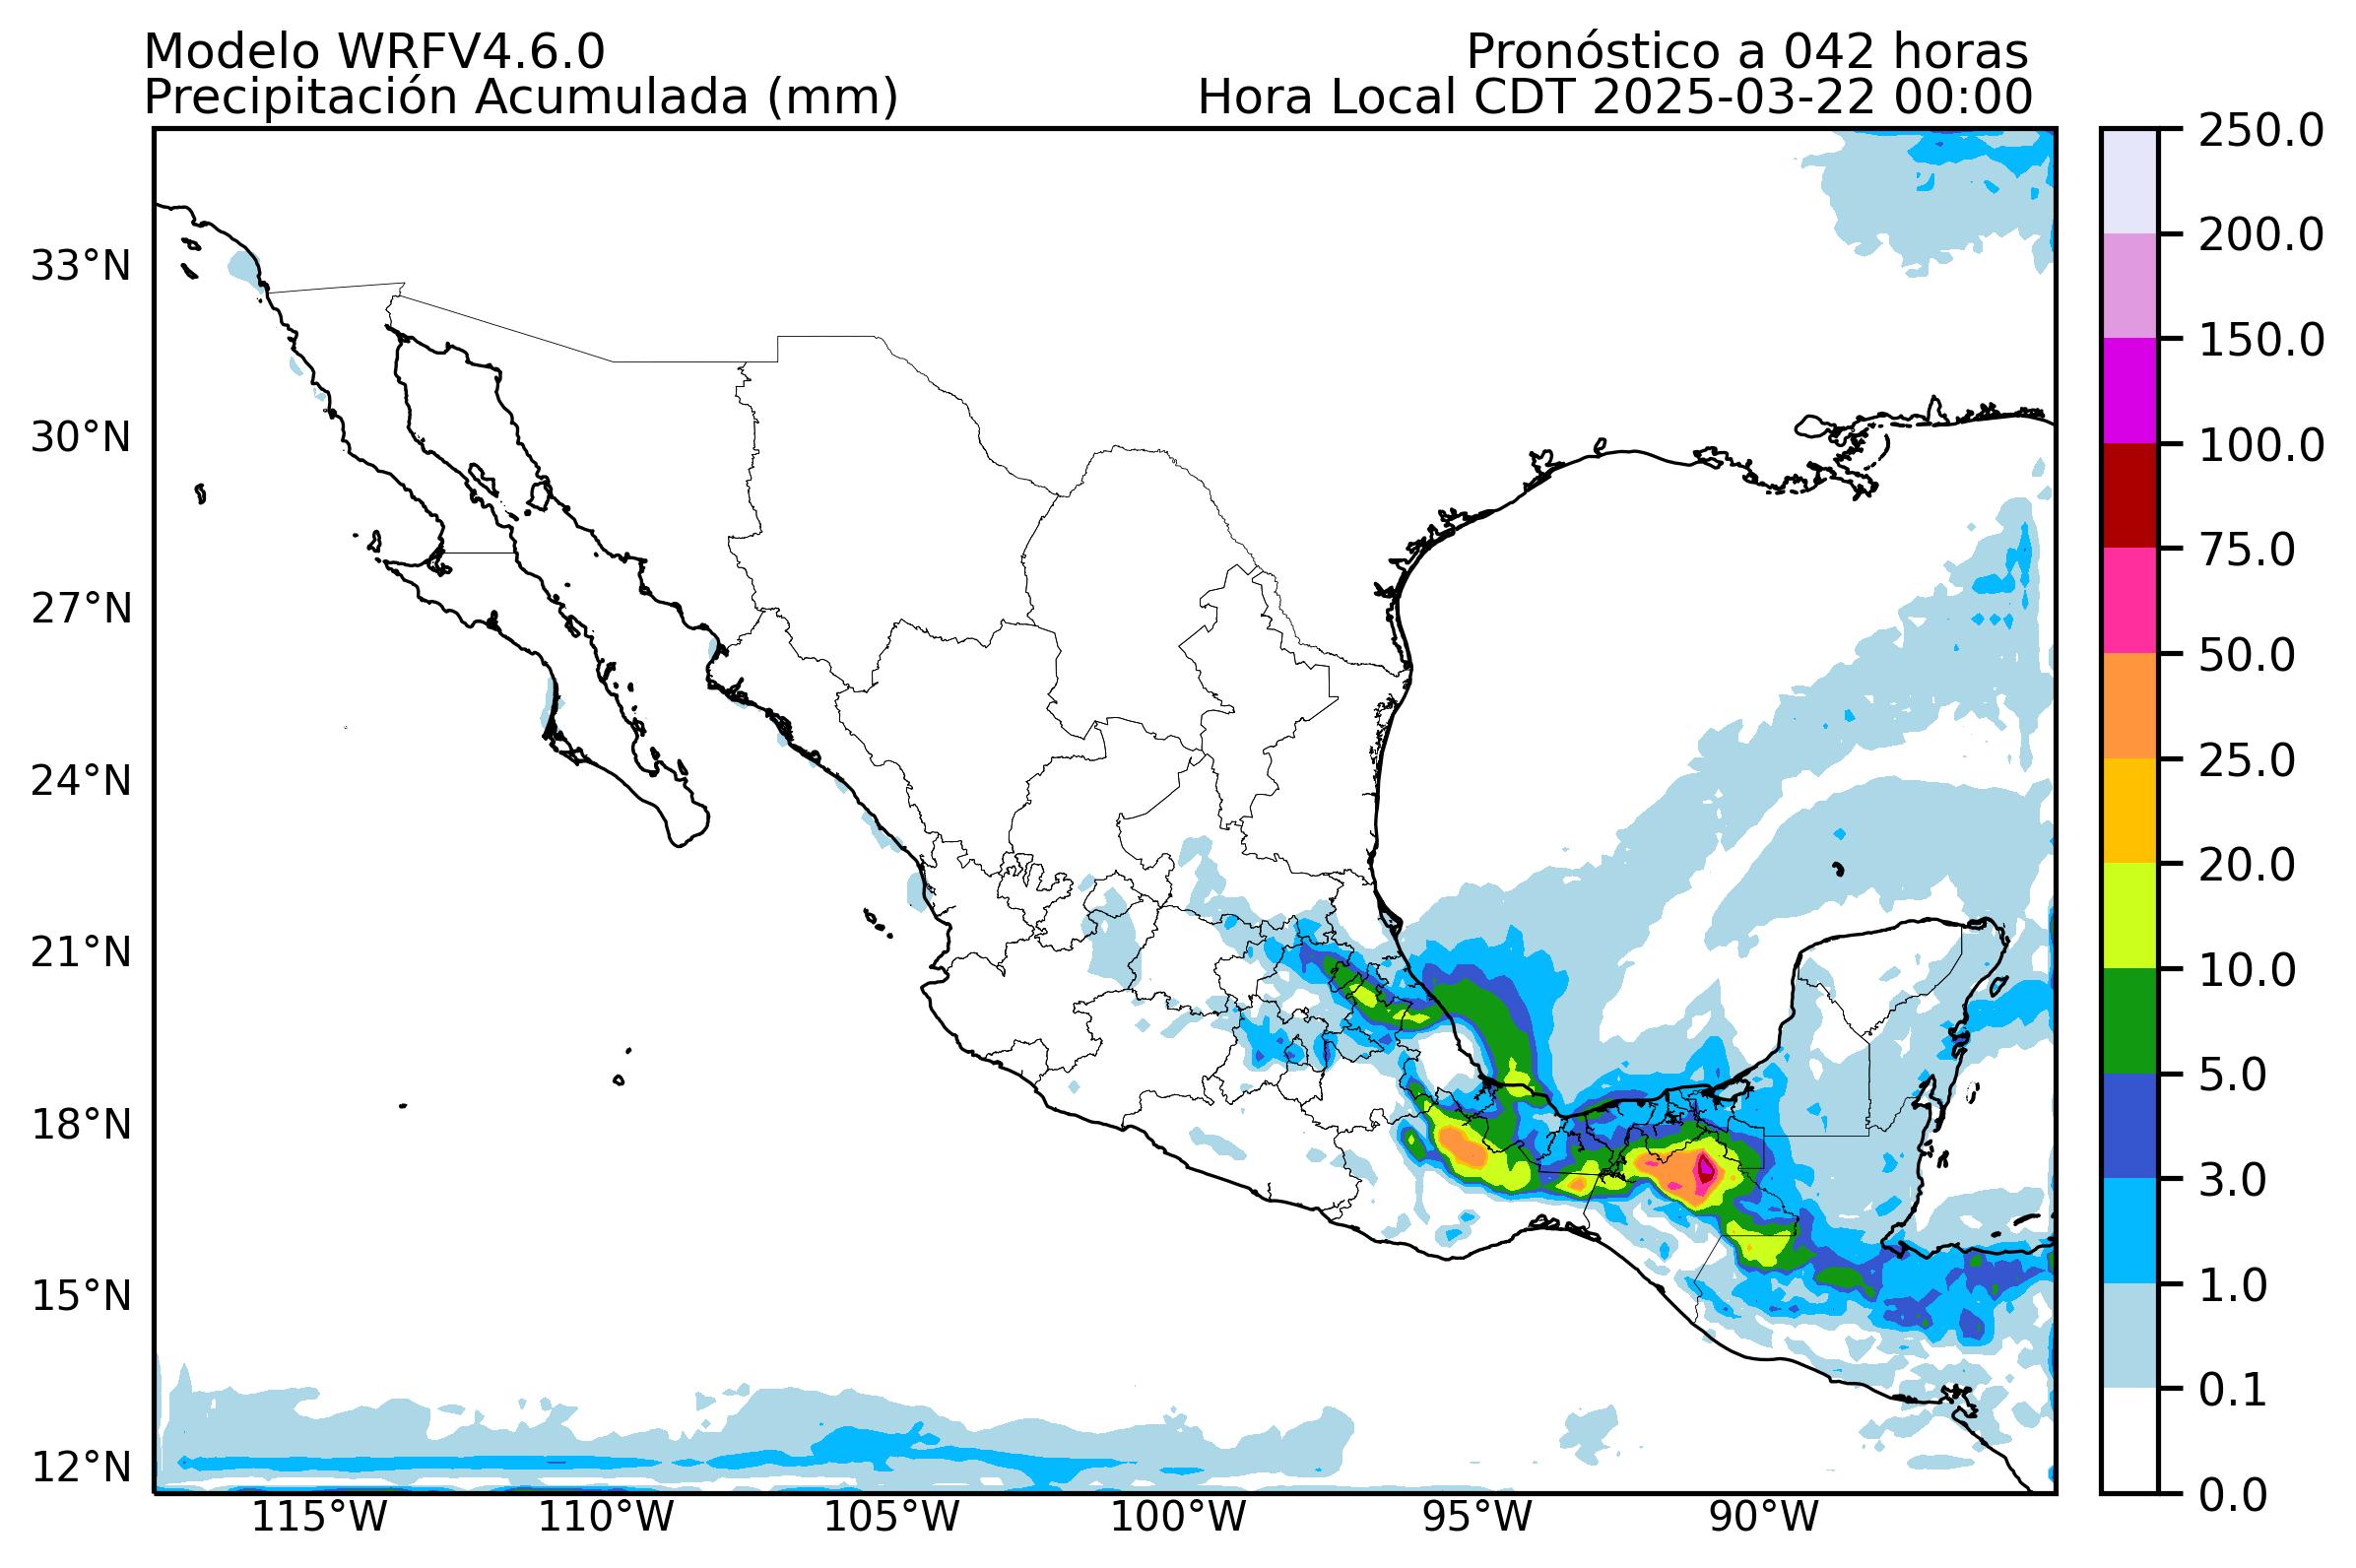 Modelo WRFV4.6.0
Pronóstico a 042 horas
Precipitación Acumulada (mm)
Hora Local CDT 2025-03-22 00:00
33°N
30°N
27°N
24°N
21°N
18°N
15°N
12°N
115°W
110°W
105°W
100°W
95°W
90°W
250.0
200.0
150.0
100.0
75.0
50.0
25.0
20.0
10.0
5.0
3.0
1.0
0.1
0.0